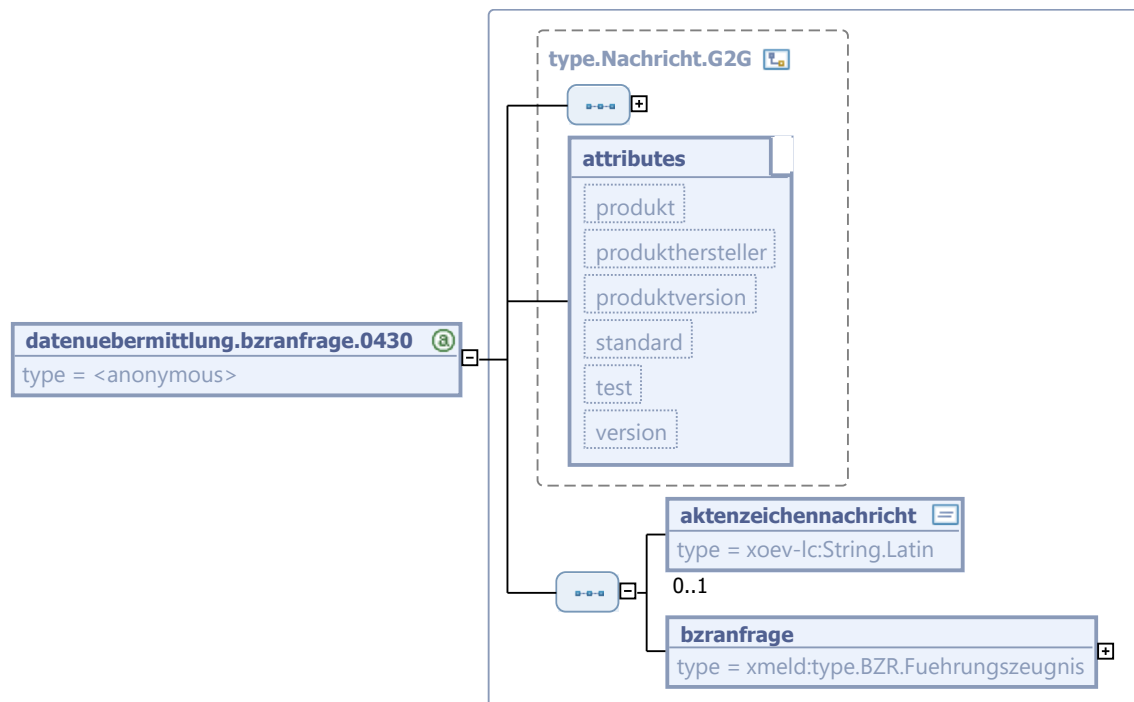 type.Nachricht.G2G
attributes
produkt
produkthersteller
produktversion
standard
test
version
datenuebermittlung.bzranfrage.0430
type = <anonymous>
aktenzeichennachricht
type = xoev-lc:String.Latin
0..1
bzranfrage
type = xmeld:type.BZR.Fuehrungszeugnis